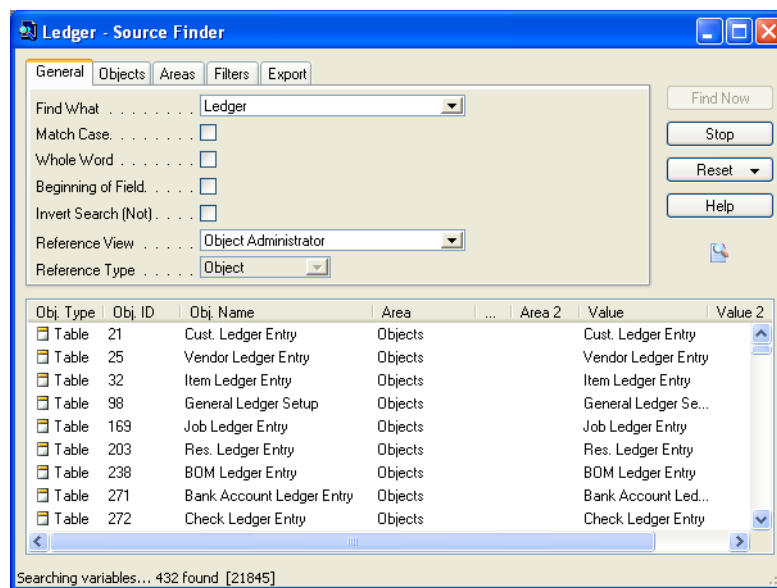 Ledger - Source Finder
General Objects Areas Filters Export
Find What . . . . . . . . Ledger
Find Now
Match Case. . . . . . . .
Stop
Whole Word . . . . . . .
Reset
Beginning of Field. . . . .
Invert Search (Not) . . . .
Help
Reference View . . . . . Object Administrator
Reference Type . . . . . Object
Obj. Type Obj. ID Obj. Name Area ... Area 2 Value Value 2
Table 21 Cust. Ledger Entry Objects Cust. Ledger Entry
Table 25 Vendor Ledger Entry Objects Vendor Ledger Entry
Table 32 Item Ledger Entry Objects Item Ledger Entry
Table 98 General Ledger Setup Objects General Ledger Se...
Table 169 Job Ledger Entry Objects Job Ledger Entry
Table 203 Res. Ledger Entry Objects Res. Ledger Entry
Table 238 BOM Ledger Entry Objects BOM Ledger Entry
Table 271 Bank Account Ledger Entry Objects Bank Account Led...
Table 272 Check Ledger Entry Objects Check Ledger Entry
Searching variables... 432 found [21845]